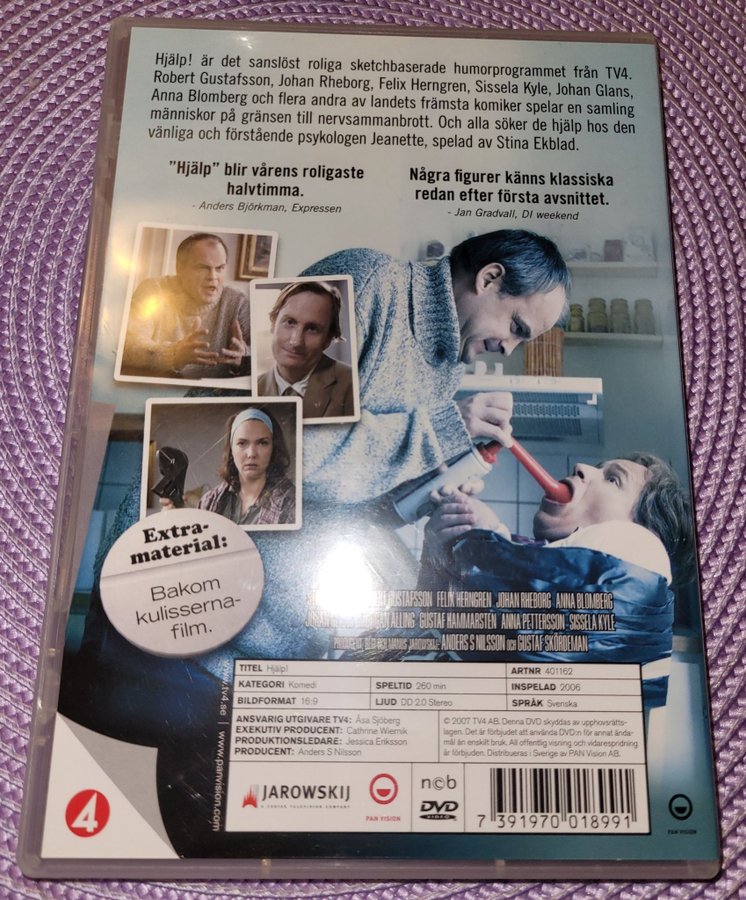 Hjälp! är det sanslöst roliga sketchbaserade humorprogrammet från TV4.
Robert Gustafsson, Johan Rheborg, Felix Herngren, Sissela Kyle, Johan Glans,
Anna Blomberg och flera andra av landets främsta komiker spelar en samling
människor på gränsen till nervsammanbrott. Och alla söker de hjälp hos den
vänliga och förstående psykologen Jeanette, spelad av Stina Ekblad.
”Hjälp” blir vårens roligaste
halvtimma.
- Anders Björkman, Expressen
Några figurer känns klassiska
redan efter första avsnittet.
- Jan Gradvall, DI weekend
Extra-
material:
Bakom
kulisserna-
film.
GUSTAFSSON FELIX HERNGREN JOHAN RHEBORG ANNA BLOMBERG
GUSTAF HAMMARSTEN ANNA PETTERSSON SISSELA KYLE
ANDERS S NILSSON och GUSTAF SKÖRDEMAN
TITEL Hjälp!
ARTNR 401162
KATEGORI Komedi
SPELTID 260 min
INSPELAD 2006
BILDFORMAT 16:9
LJUD DD 2.0 Stereo
SPRÅK Svenska
ANSVARIG UTGIVARE TV4: Åsa Sjöberg
EXEKUTIV PRODUCENT: Cathrine Wiernik
PRODUKTIONSLEDARE: Jessica Eriksson
PRODUCENT: Anders S Nilsson
© 2007 TV4 AB. Denna DVD skyddas av upphovsrätts-
lagen. Det är förbjudet att använda DVD:n för annat ända-
mål än enskilt bruk. All offentlig visning och vidarespridning
är förbjuden. Distribueras i Sverige av PAN Vision AB.
www.tv4.se | www.panvision.com
4
JAROWSKIJ
PAN VISION
ncb
DVD
VIDEO
7 391970 018991
PAN VISION